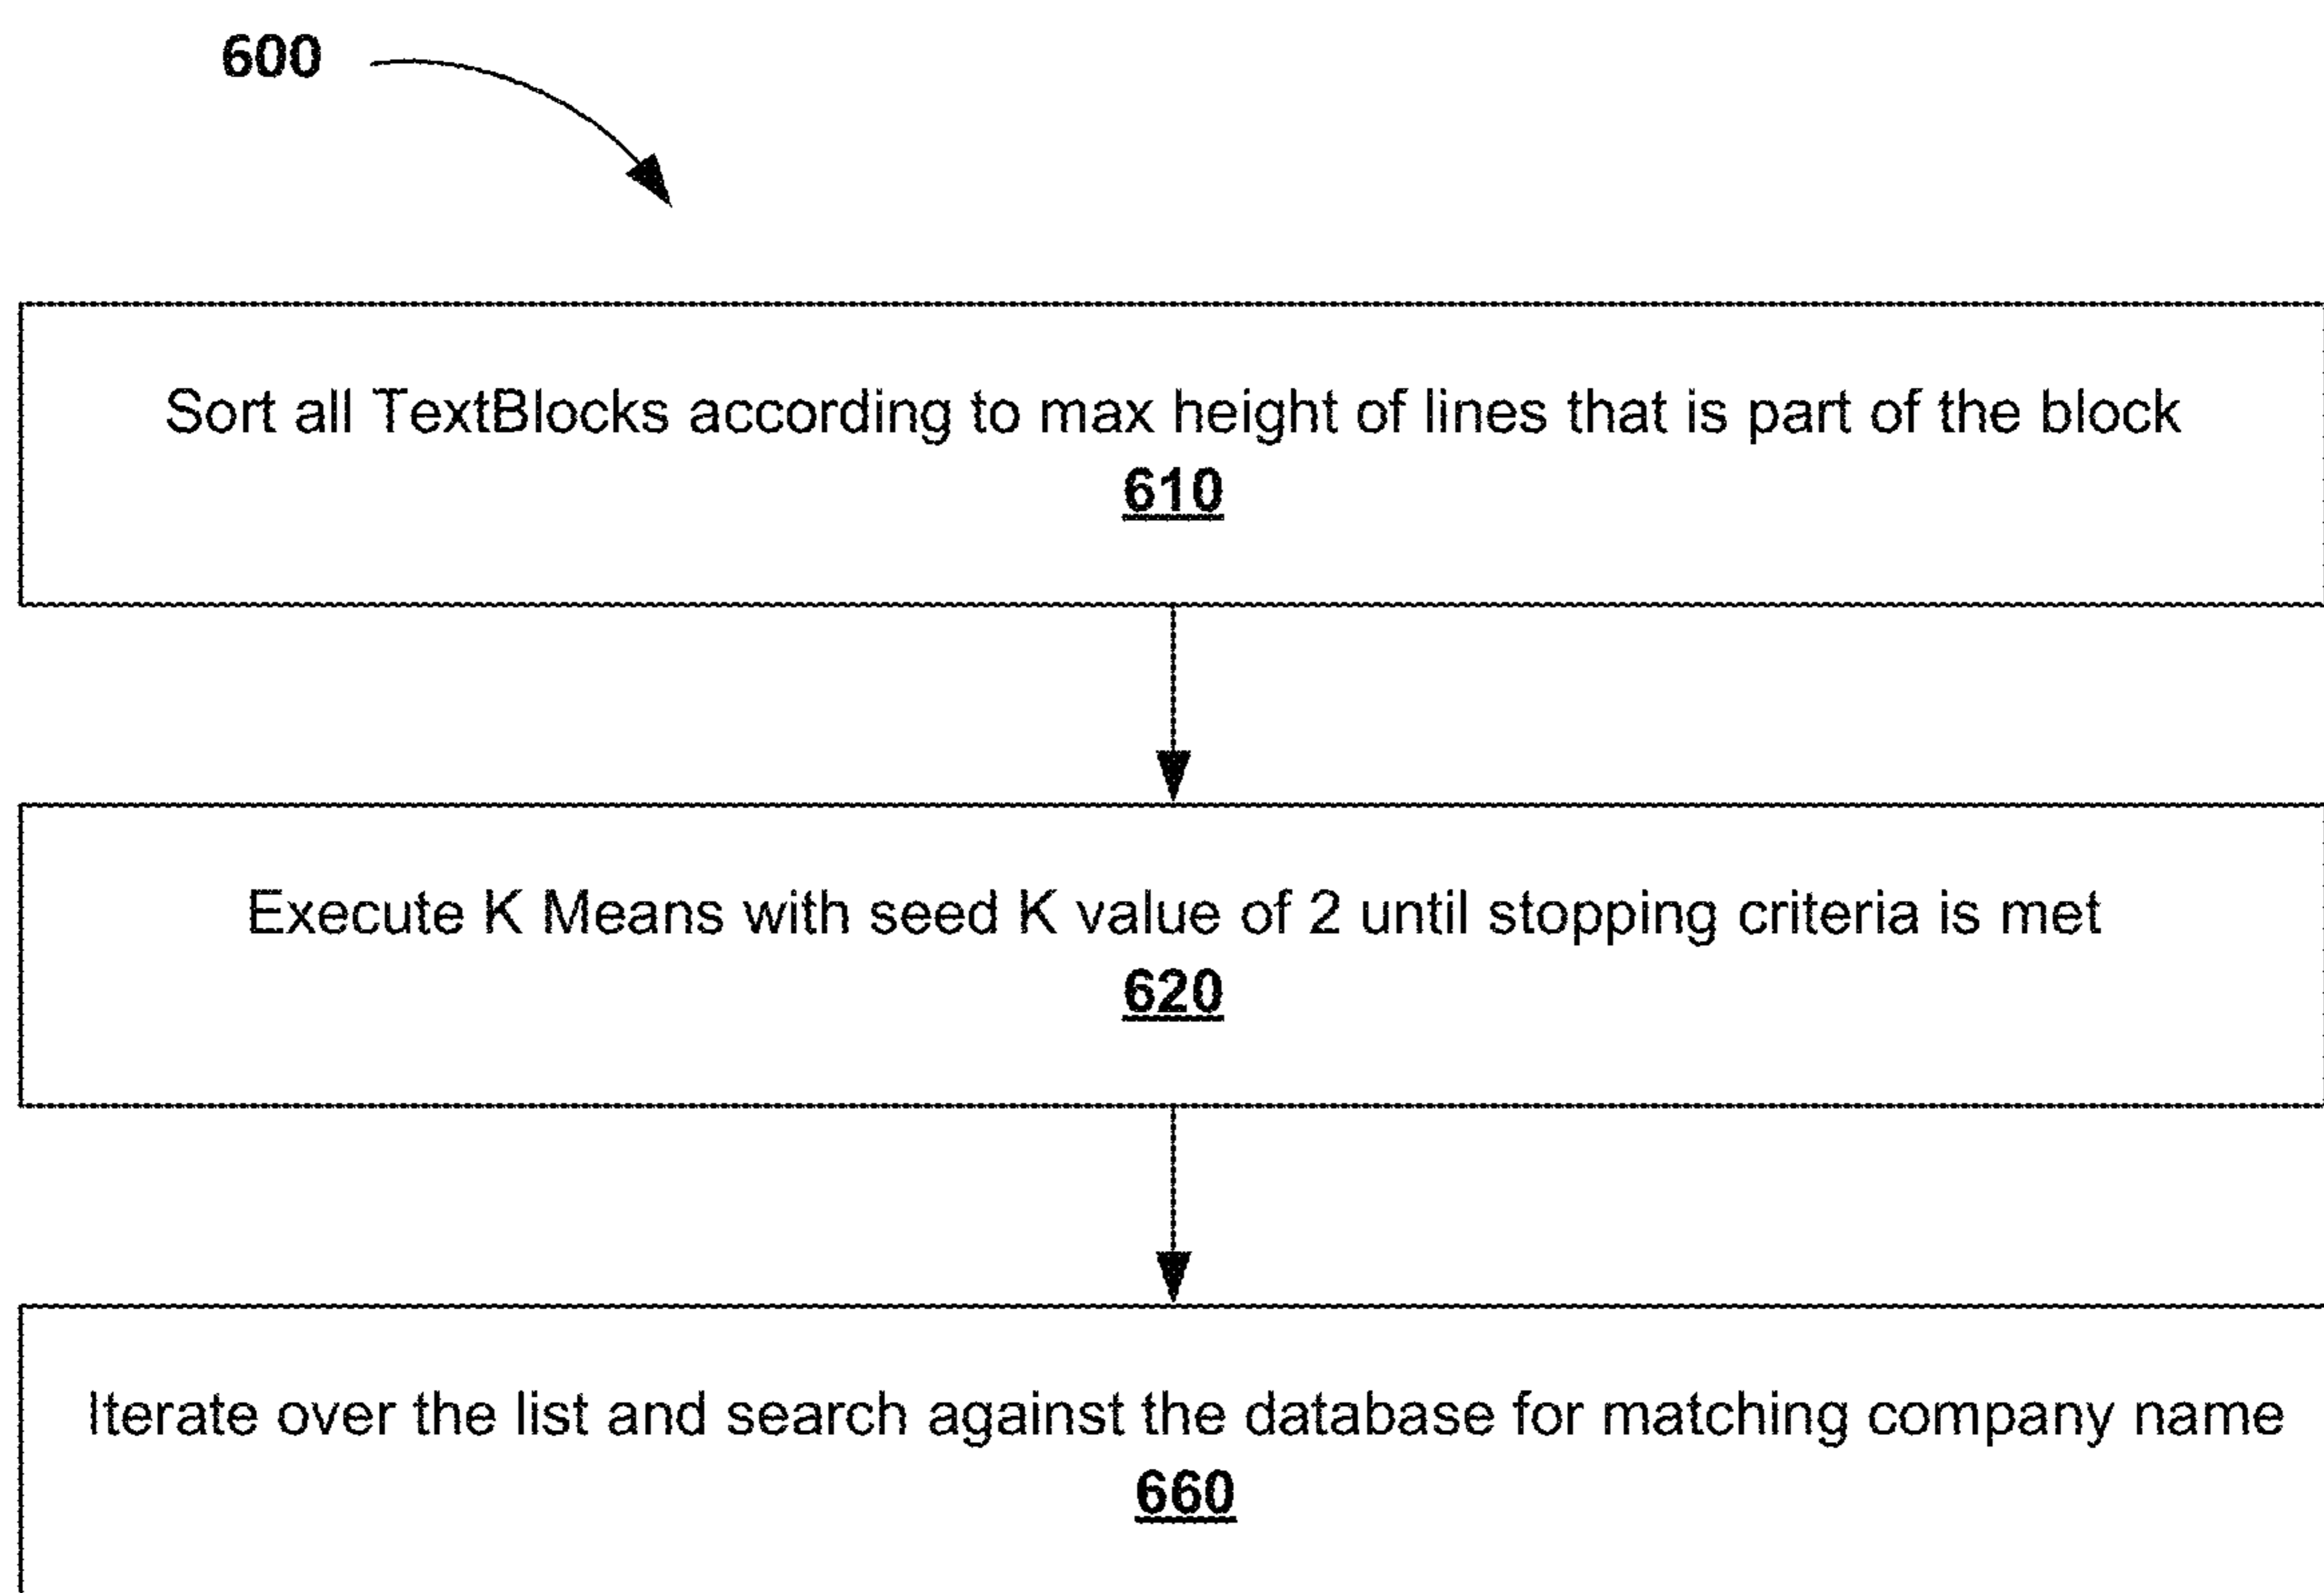 600
Sort all TextBlocks according to max height of lines that is part of the block
610
Execute K Means with seed K value of 2 until stopping criteria is met
620
Iterate over the list and search against the database for matching company name
660